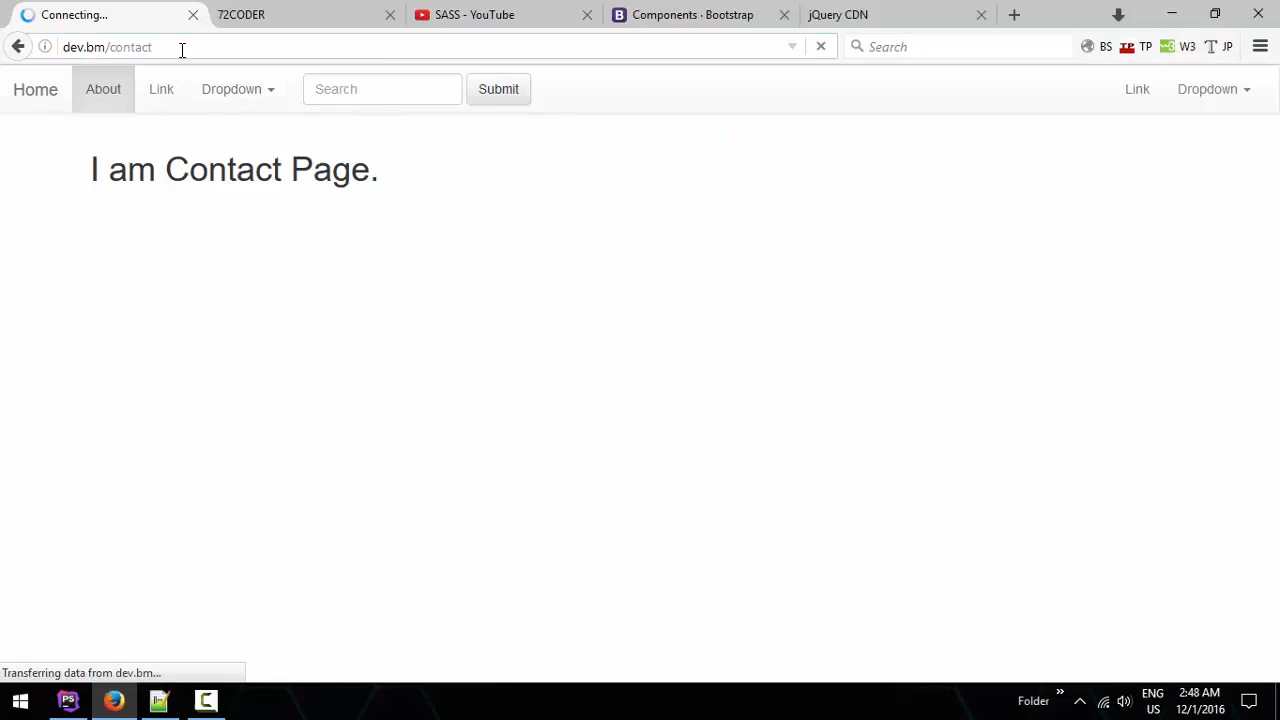 Connecting...
72CODER
SASS - YouTube
Components · Bootstrap
jQuery CDN
dev.bm/contact
Search
BS
TP
W3
JP
Home
About
Link
Dropdown
Search
Submit
Link
Dropdown
I am Contact Page.
Transferring data from dev.bm...
Folder
ENG
US
2:48 AM
12/1/2016